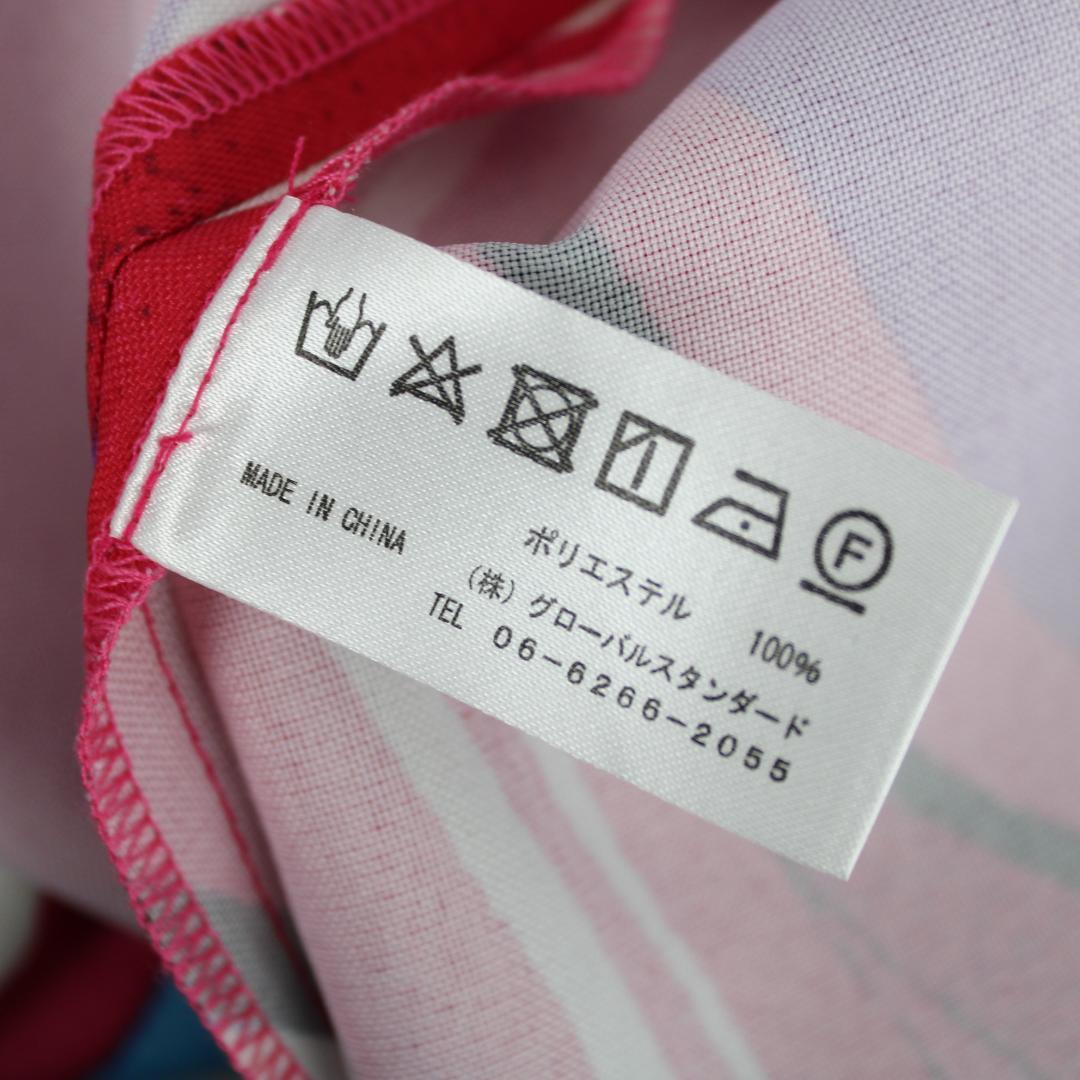 F
ポリエステル 100%
MADE IN CHINA
(株) グローバルスタンダード
TEL 06-6266-2055